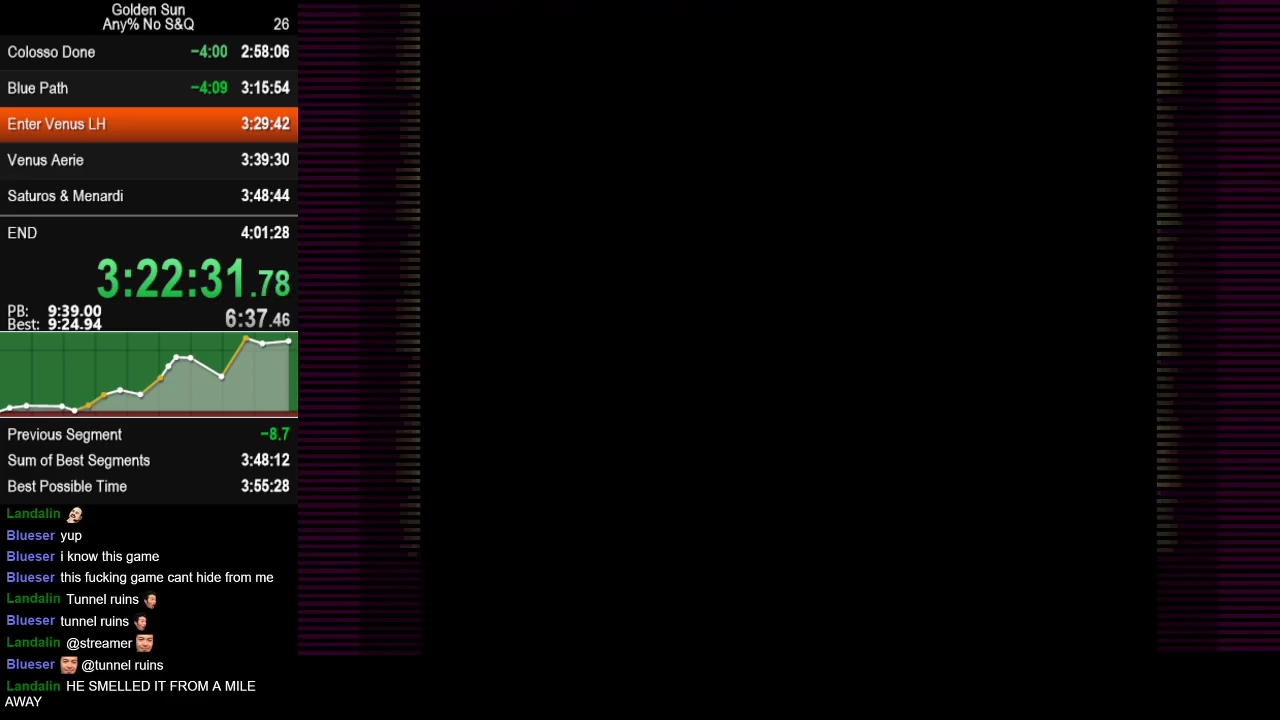 Golden Sun
Any% No S&Q 26
Colosso Done −4:00 2:58:06
Blue Path −4:09 3:15:54
Enter Venus LH 3:29:42
Venus Aerie 3:39:30
Saturos & Menardi 3:48:44
END 4:01:28
3:22:31.78
PB: 9:39.00
Best: 9:24.94 6:37.46
Previous Segment −8.7
Sum of Best Segments 3:48:12
Best Possible Time 3:55:28
Landalin
Blueser yup
Blueser i know this game
Blueser this fucking game cant hide from me
Landalin Tunnel ruins
Blueser tunnel ruins
Landalin @streamer
Blueser @tunnel ruins
Landalin HE SMELLED IT FROM A MILE
AWAY